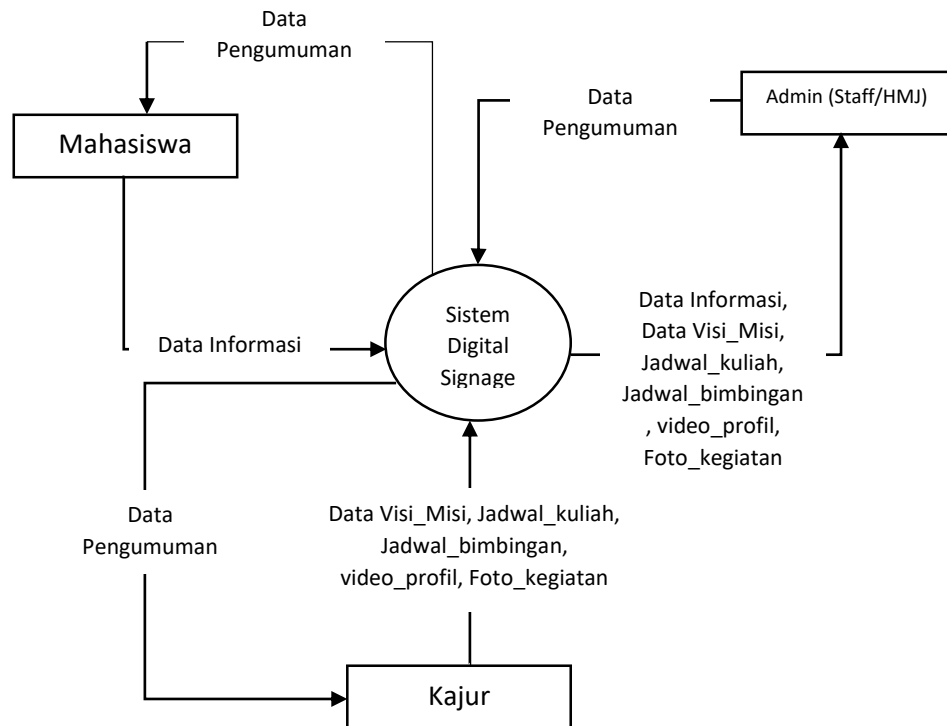 Data
Pengumuman
Mahasiswa
Data
Pengumuman
Admin (Staff/HMJ)
Data Informasi
Sistem
Digital
Signage
Data Informasi,
Data Visi_Misi,
Jadwal_kuliah,
Jadwal_bimbingan
, video_profil,
Foto_kegiatan
Data
Pengumuman
Data Visi_Misi, Jadwal_kuliah,
Jadwal_bimbingan,
video_profil, Foto_kegiatan
Kajur